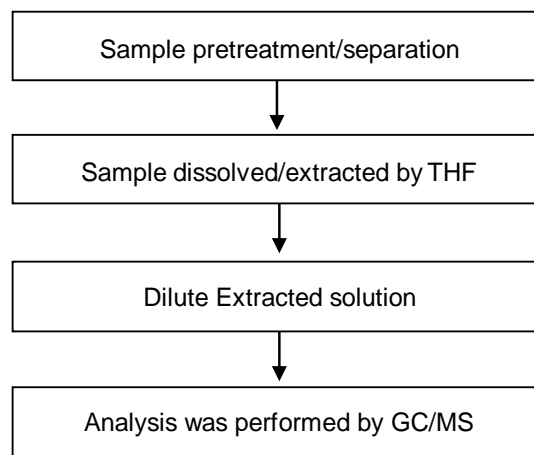 Sample pretreatment/separation
Sample dissolved/extracted by THF
Dilute Extracted solution
Analysis was performed by GC/MS